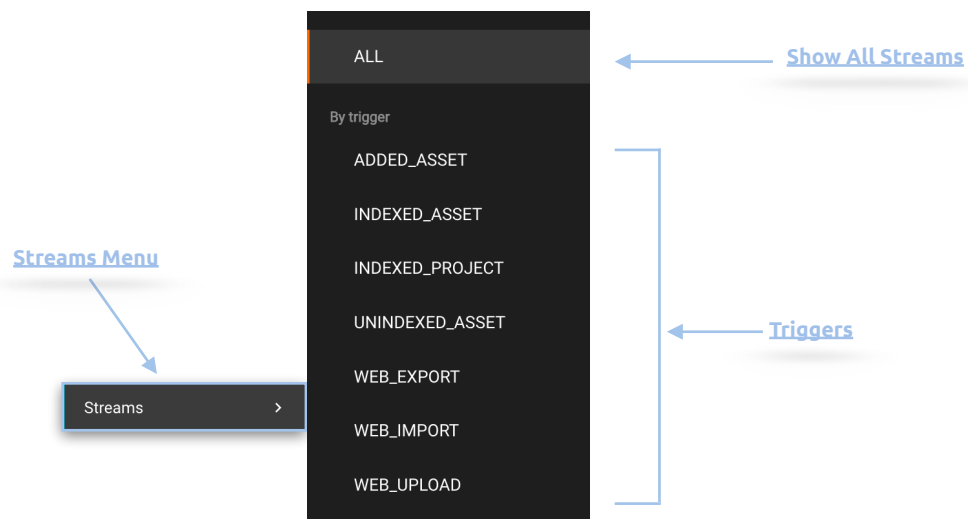 ALL
Show All Streams
By trigger
ADDED_ASSET
INDEXED_ASSET
Streams Menu
INDEXED_PROJECT
UNINDEXED_ASSET
Triggers
WEB_EXPORT
Streams
WEB_IMPORT
WEB_UPLOAD